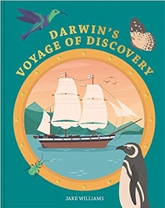 DARWIN'S
VOYAGE OF DISCOVERY
JAKE WILLIAMS